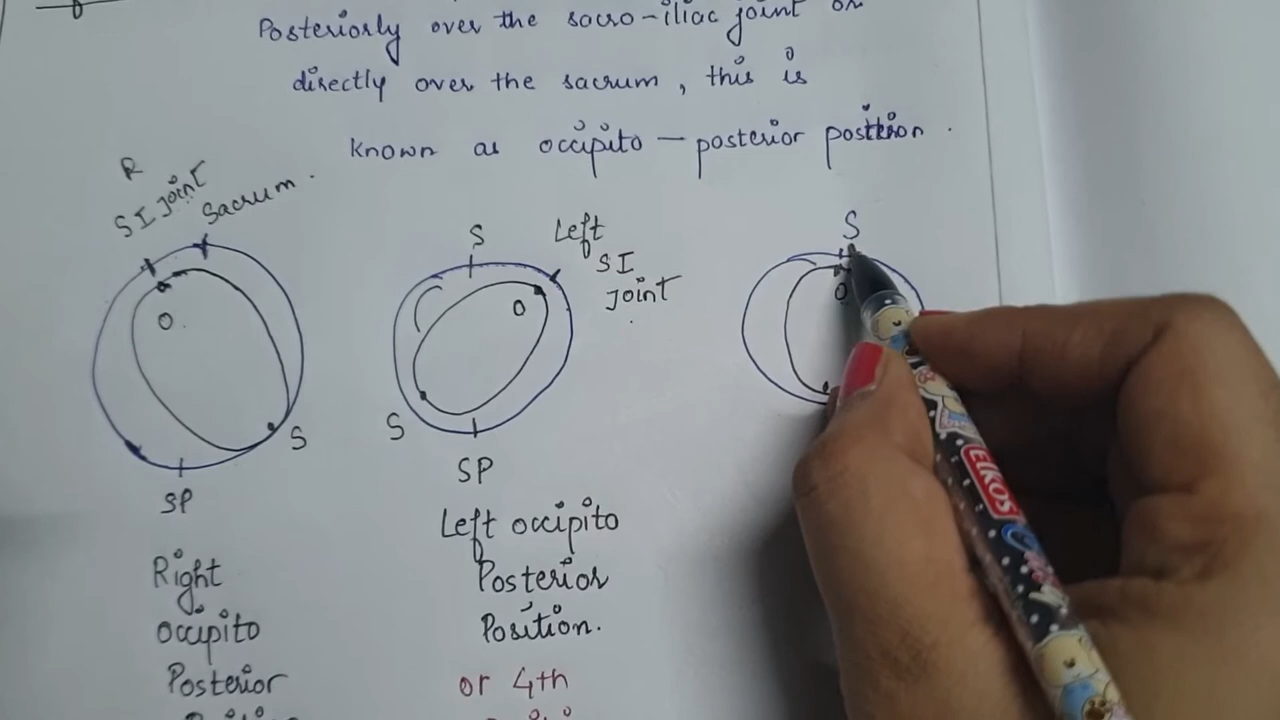 Posteriorly over the sacro-iliac joint or
directly over the sacrum, this is
known as occipito - posterior position.
R
SI Joint
Sacrum.
O.
S
SP
Right
occipito
Posterior
S
Left
SI
Joint
O
S
SP
Left occipito
Posterior
Position.
or 4th
S
O
ELKOS